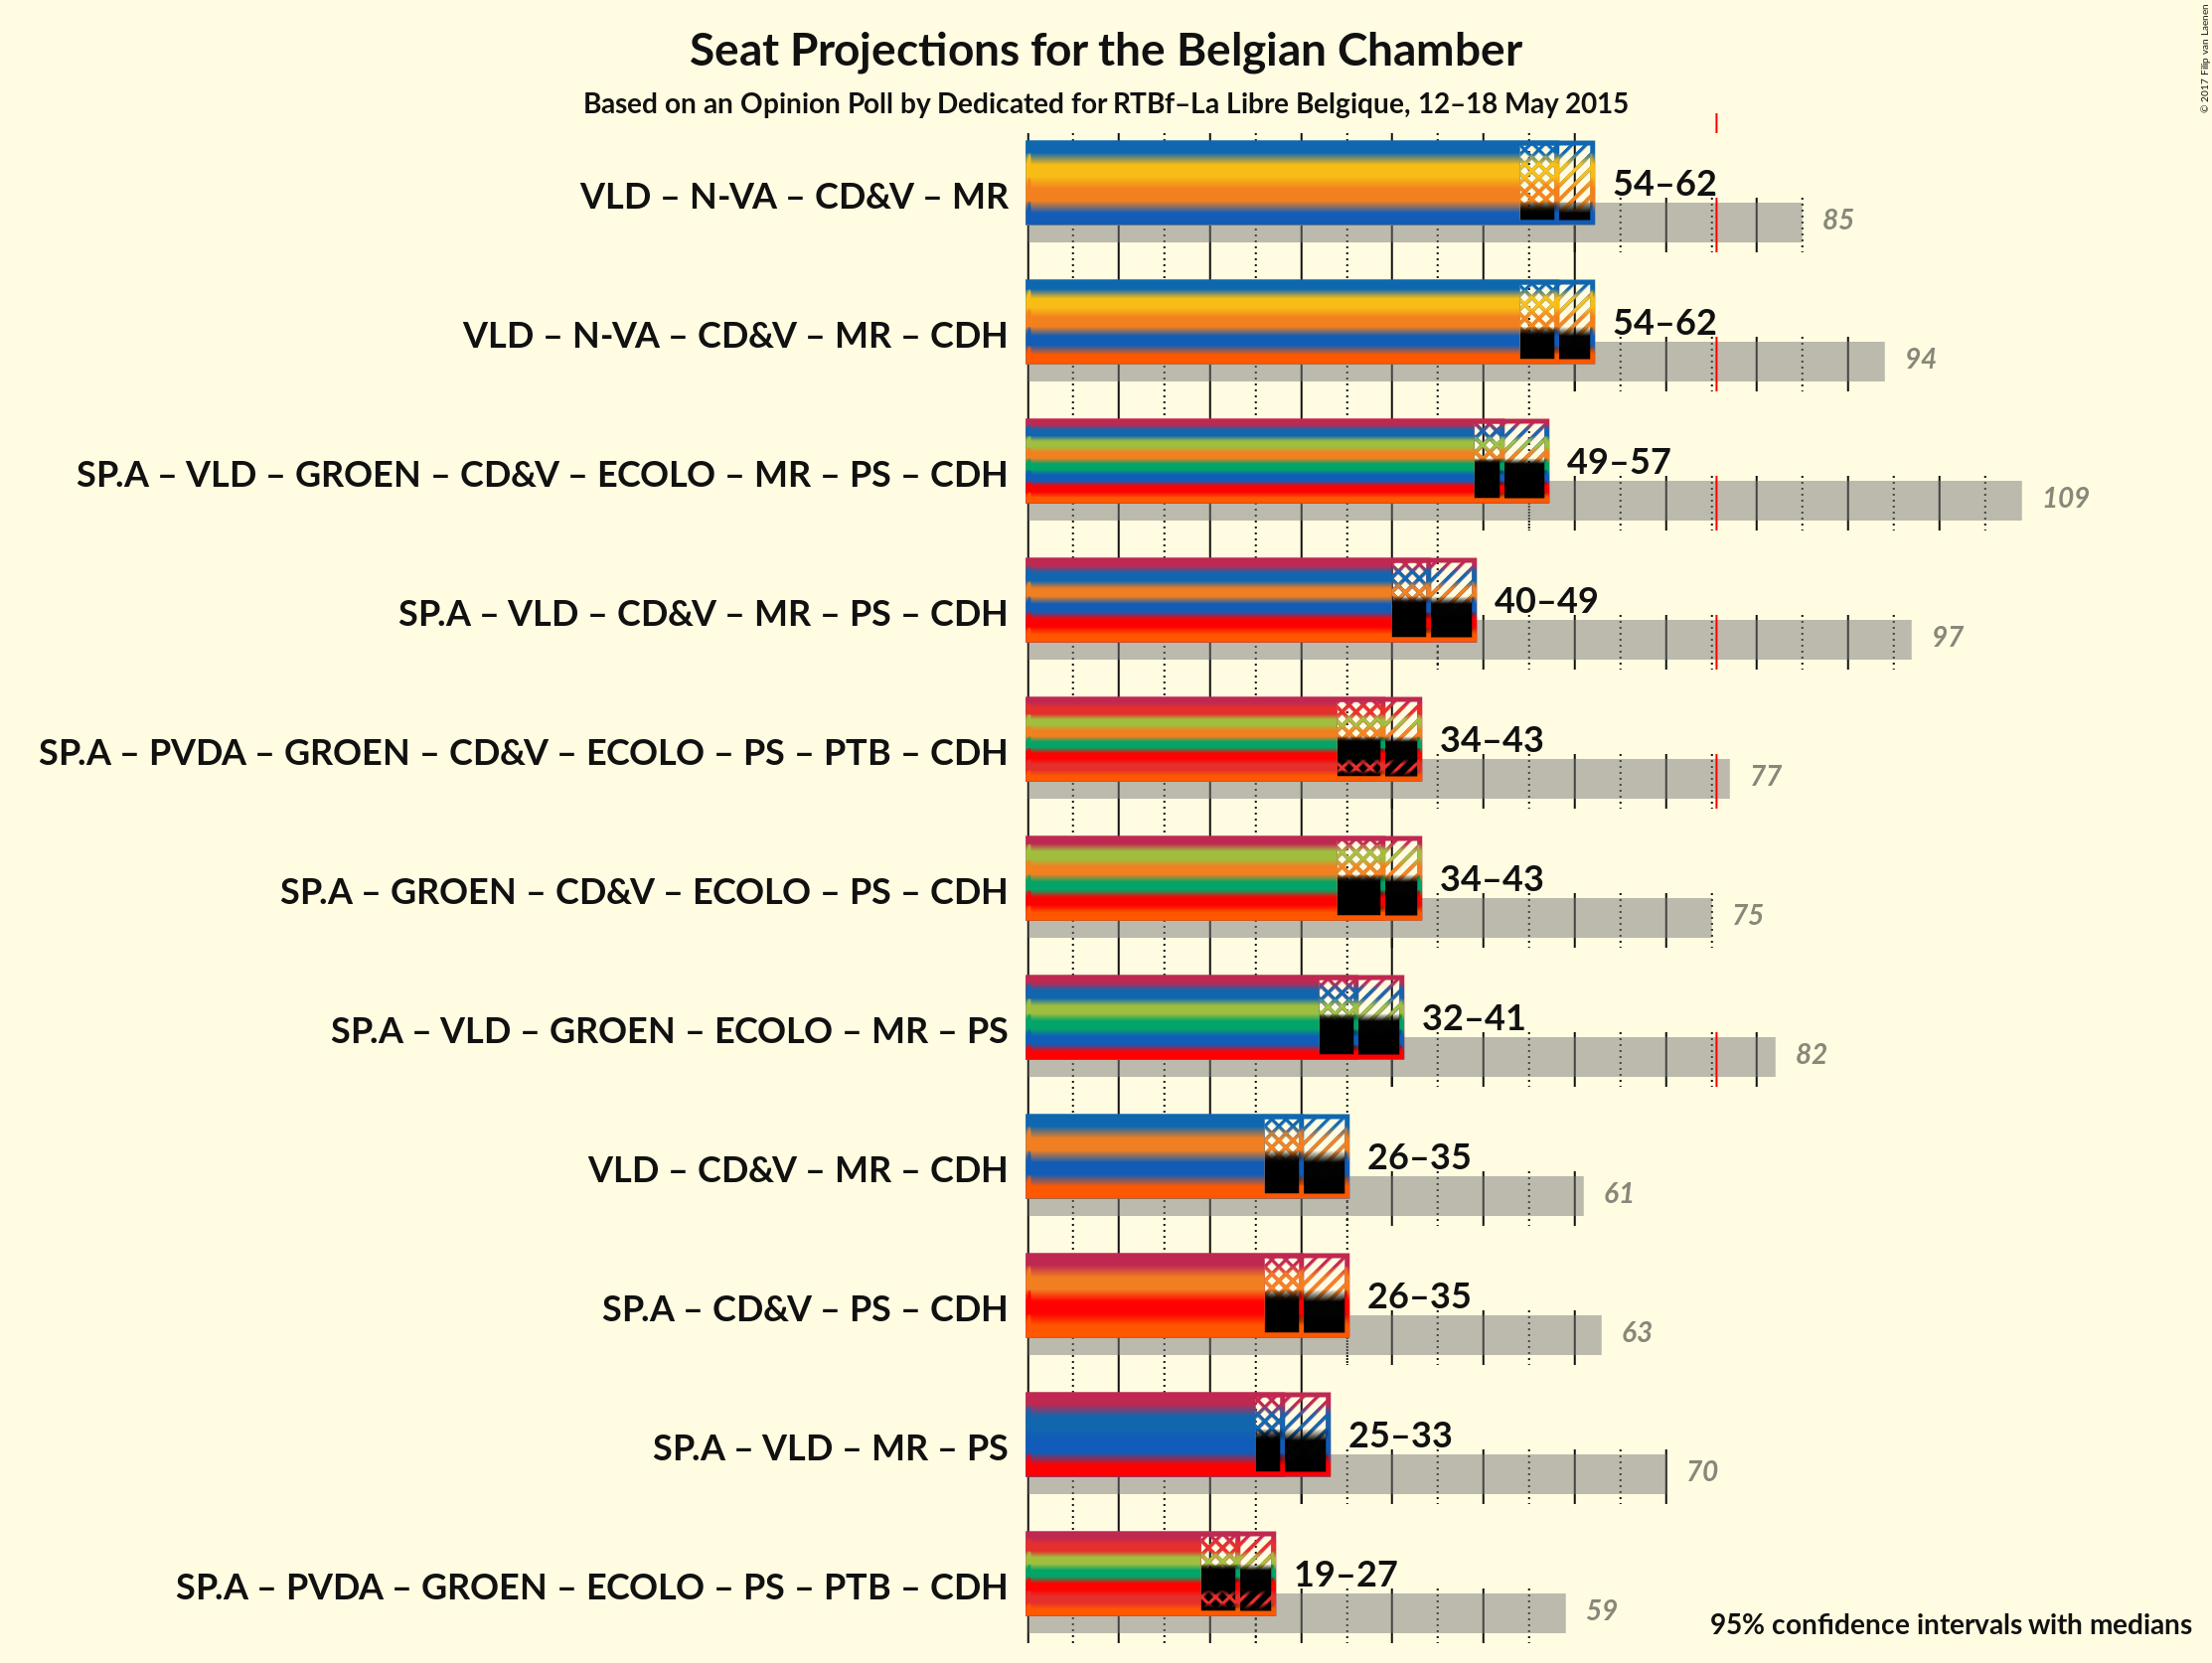 Seat Projections for the Belgian Chamber
Based on an Opinion Poll by Dedicated for RTBf–La Libre Belgique, 12–18 May 2015
© 2017 Filip van Laenen
VLD – N-VA – CD&V – MR
54–62
85
VLD – N-VA – CD&V – MR – CDH
54–62
94
SP.A – VLD – GROEN – CD&V – ECOLO – MR – PS – CDH
49–57
109
SP.A – VLD – CD&V – MR – PS – CDH
40–49
97
SP.A – PVDA – GROEN – CD&V – ECOLO – PS – PTB – CDH
34–43
77
SP.A – GROEN – CD&V – ECOLO – PS – CDH
34–43
75
SP.A – VLD – GROEN – ECOLO – MR – PS
32–41
82
VLD – CD&V – MR – CDH
26–35
61
SP.A – CD&V – PS – CDH
26–35
63
SP.A – VLD – MR – PS
25–33
70
SP.A – PVDA – GROEN – ECOLO – PS – PTB – CDH
19–27
59
95% confidence intervals with medians